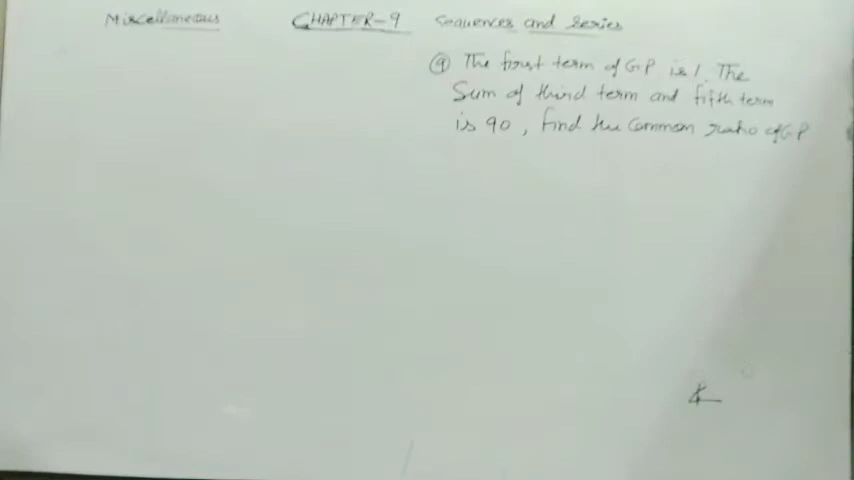 Miscellaneous CHAPTER-9 Sequences and Series
⑨ The first term of G.P is 1. The
Sum of third term and fifth term
is 90, Find the Common ratio of G.P